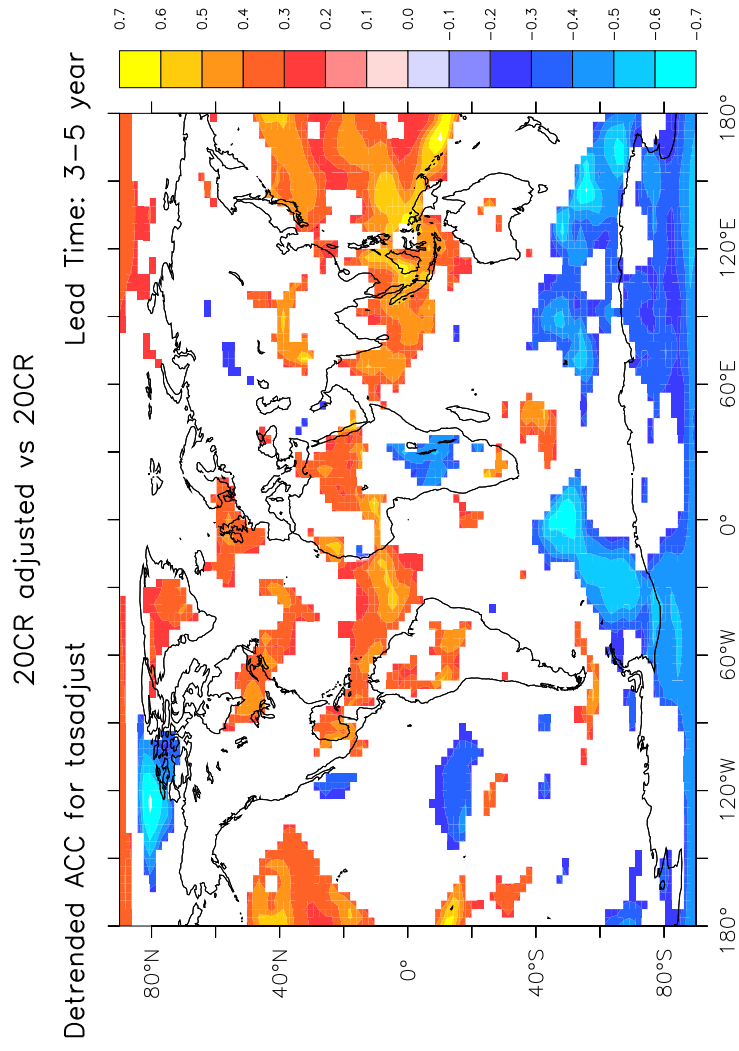 20CR adjusted vs 20CR
Detrended ACC for tasadjust Lead Time: 3-5 year
80°N
40°N
0°
40°S
80°S
180° 120°W 60°W 0° 60°E 120°E 180°
0.7
0.6
0.5
0.4
0.3
0.2
0.1
0.0
-0.1
-0.2
-0.3
-0.4
-0.5
-0.6
-0.7